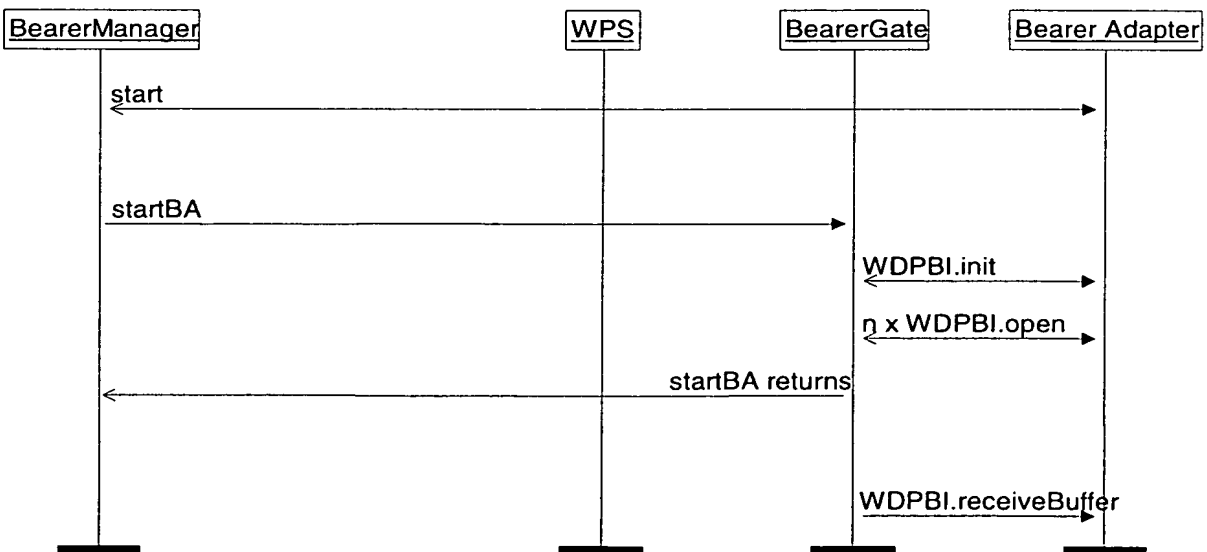 BearerManager WPS BearerGate Bearer Adapter
start
startBA
WDPBI.init
n x WDPBI.open
startBA returns
WDPBI.receiveBuffer